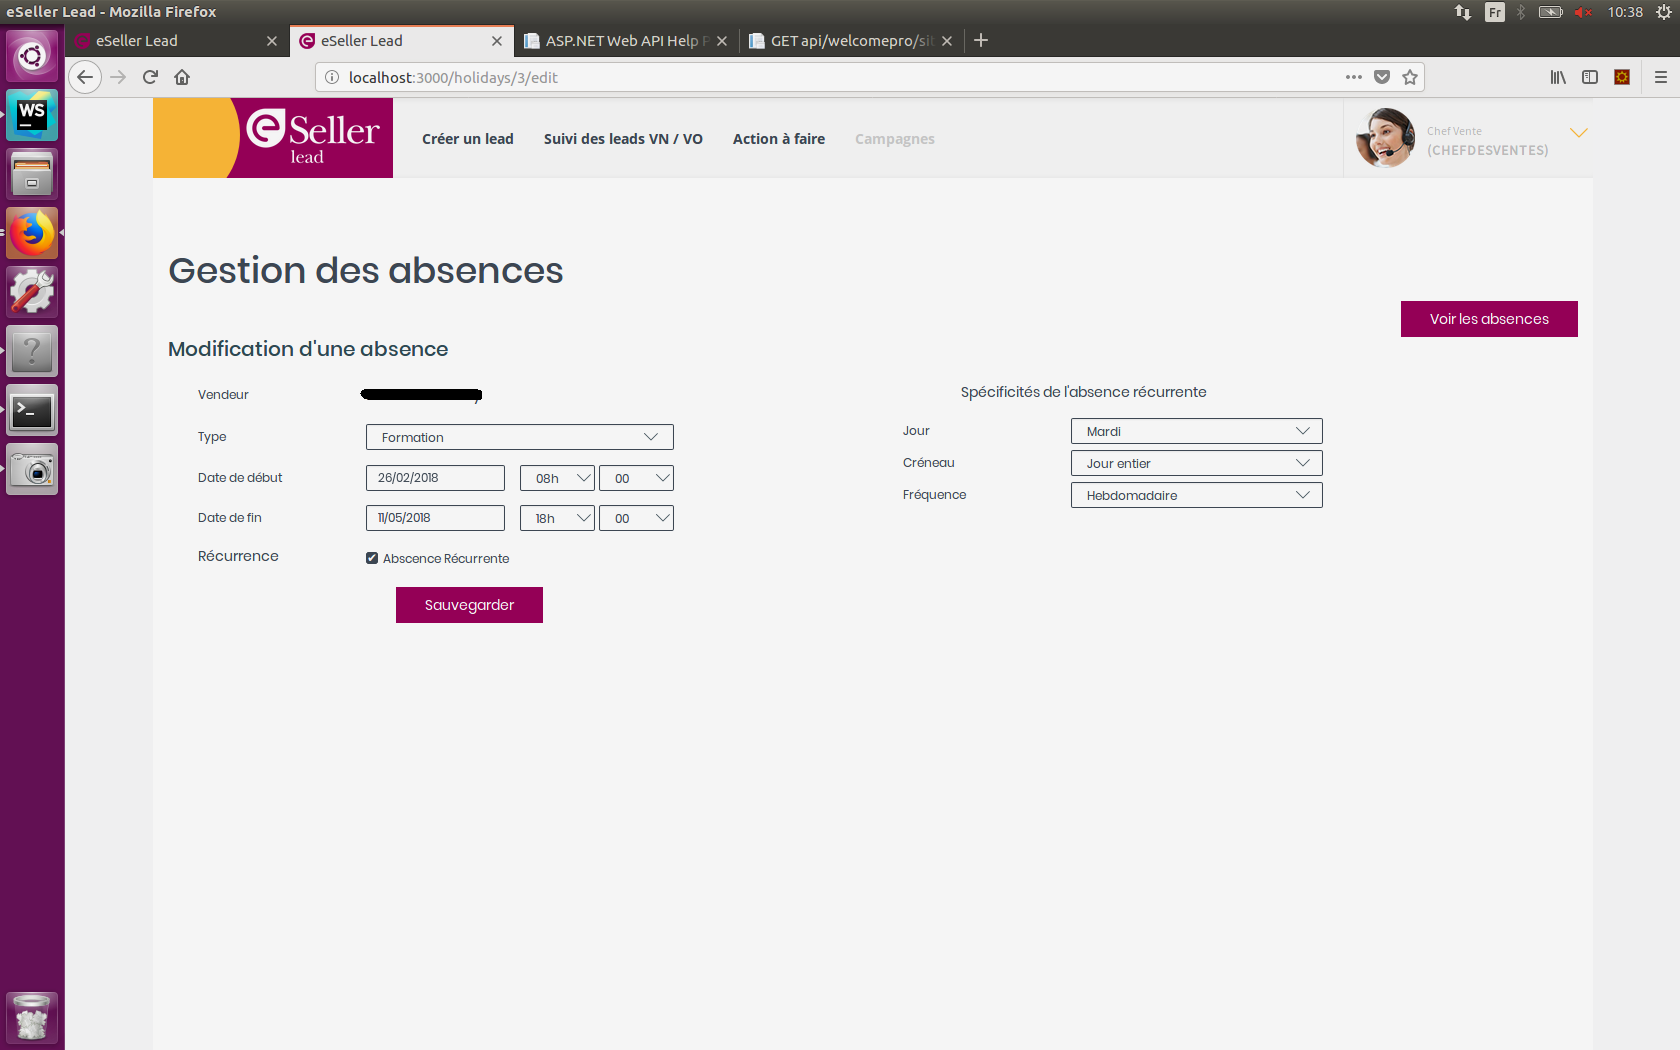 eSeller Lead - Mozilla Firefox
Fr
10:38
eSeller Lead
eSeller Lead
ASP.NET Web API Help P
GET api/welcomepro/sit
localhost:3000/holidays/3/edit
WS
eSeller
lead
Créer un lead
Suivi des leads VN / VO
Action à faire
Campagnes
Chef Vente
(CHEFDESVENTES)
Gestion des absences
Voir les absences
Modification d'une absence
Vendeur
Type
Formation
Date de début
26/02/2018
08h
00
Date de fin
11/05/2018
18h
00
Récurrence
Abscence Récurrente
Sauvegarder
Spécificités de l'absence récurrente
Jour
Mardi
Créneau
Jour entier
Fréquence
Hebdomadaire